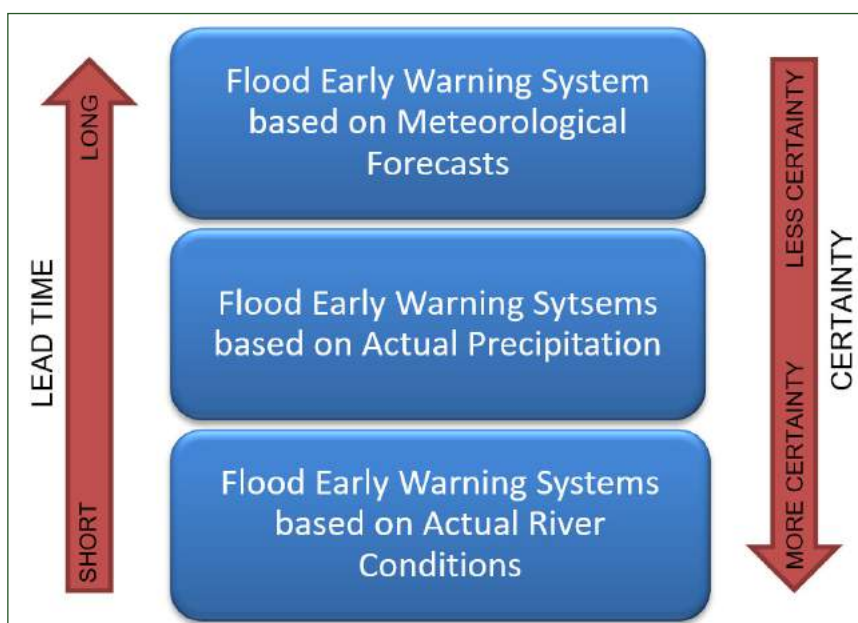 LONG
SHORT
LEAD TIME
Flood Early Warning System
based on Meteorological
Forecasts
Flood Early Warning Sytsems
based on Actual Precipitation
Flood Early Warning Systems
based on Actual River
Conditions
LESS CERTAINTY
MORE CERTAINTY
CERTAINTY